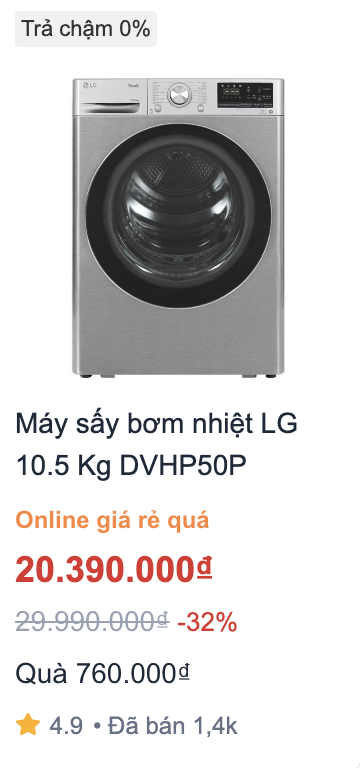 Trả chậm 0%
LG
Máy sấy bơm nhiệt LG
10.5 Kg DVHP50P
Online giá rẻ quá
20.390.000₫
29.990.000₫ -32%
Quà 760.000₫
4.9 • Đã bán 1,4k